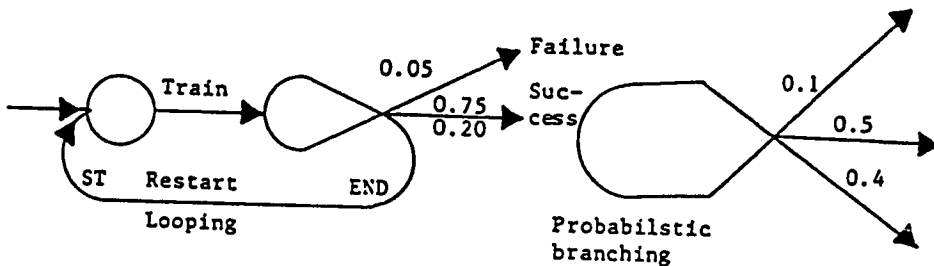 Failure
0.05
Train
Suc-
cess
0.75
0.20
ST
Restart
END
Looping
0.1
0.5
0.4
Probabilstic
branching